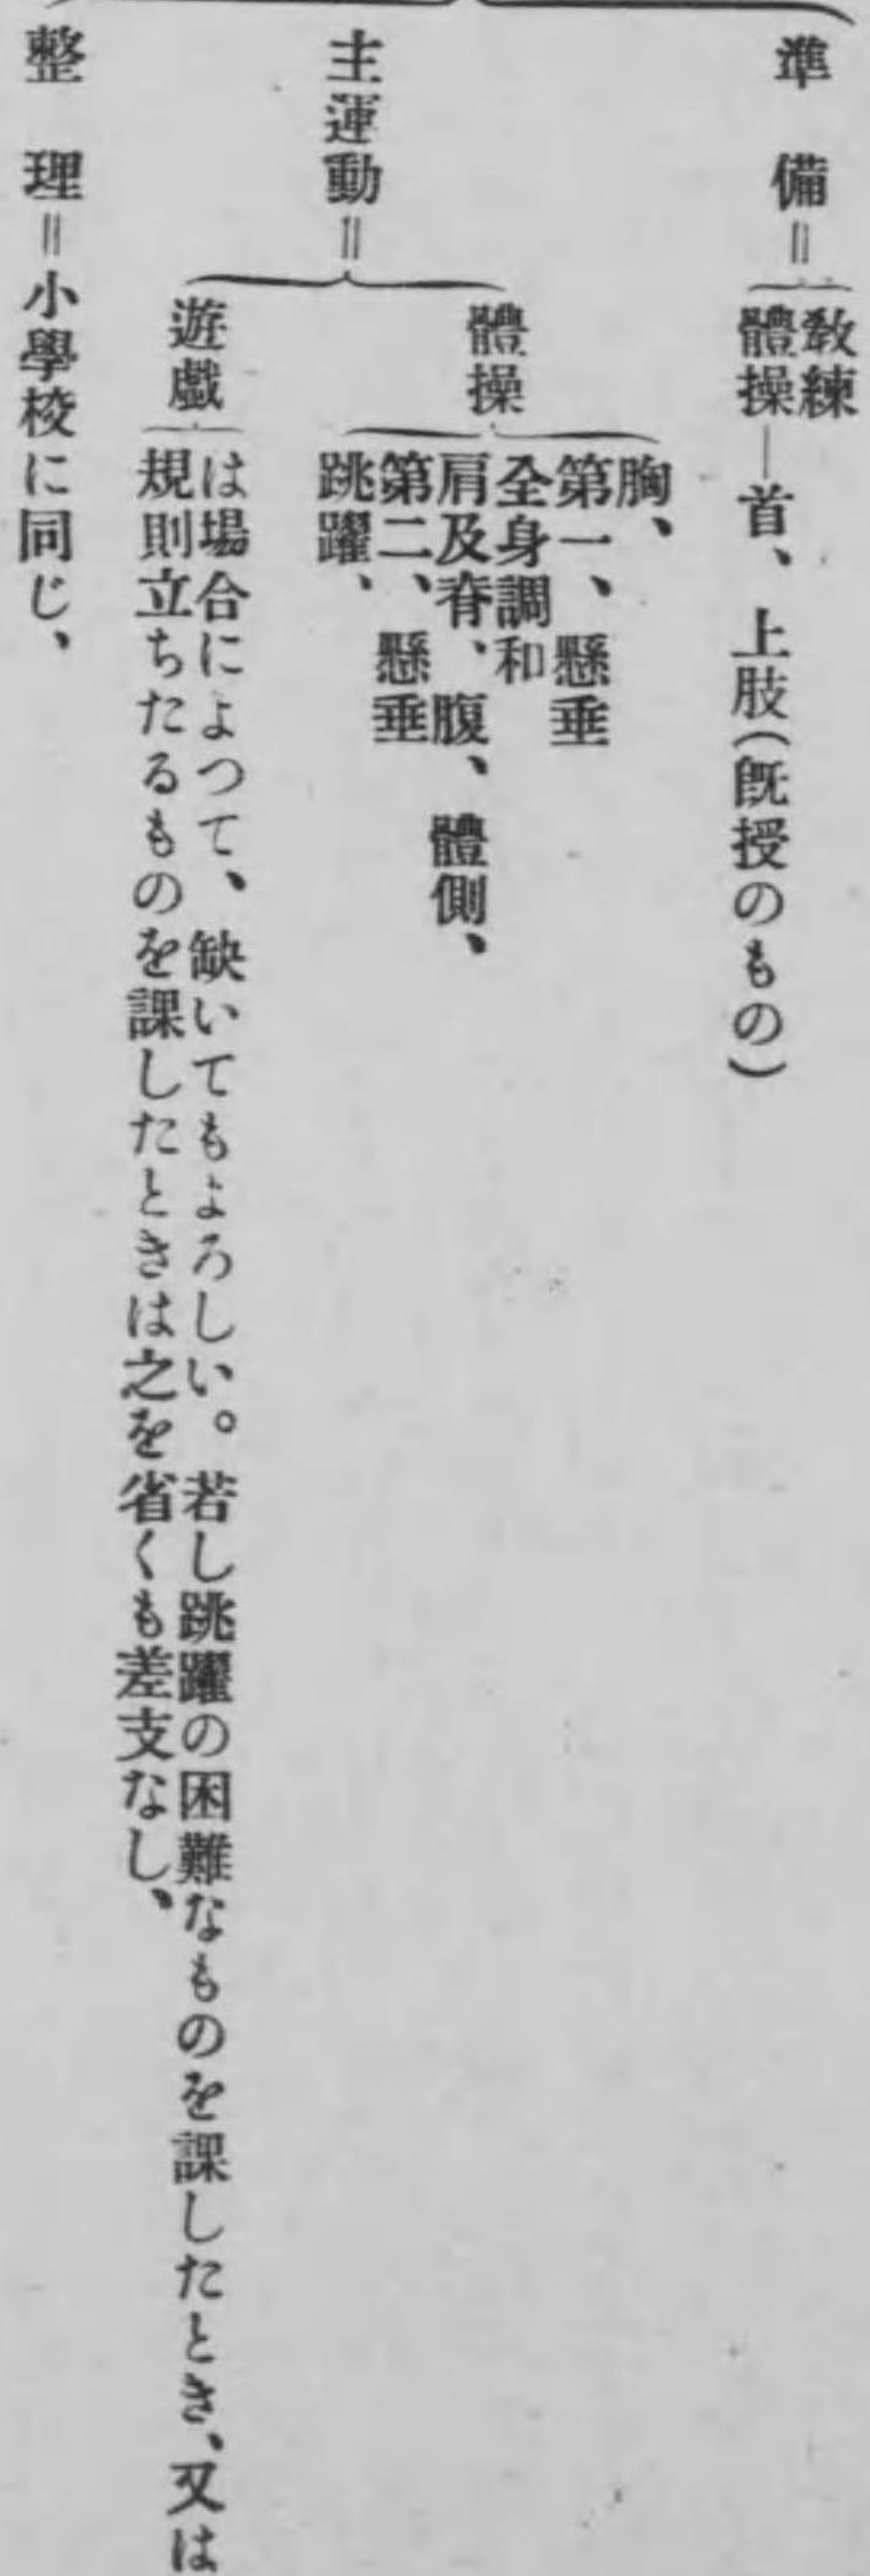 準備＝
教練
體操―首、上肢(既授のもの)
主運動＝
體操
胸、
第一、懸垂
全身調和
肩及脊、腹、體側、
第二、懸垂
跳躍、
遊戲
は場合によつて、缺いてもよろしい。若し跳躍の困難なものを課したとき、又は
規則立ちたるものを課したときは之を省くも差支なし、
整理＝小學校に同じ、